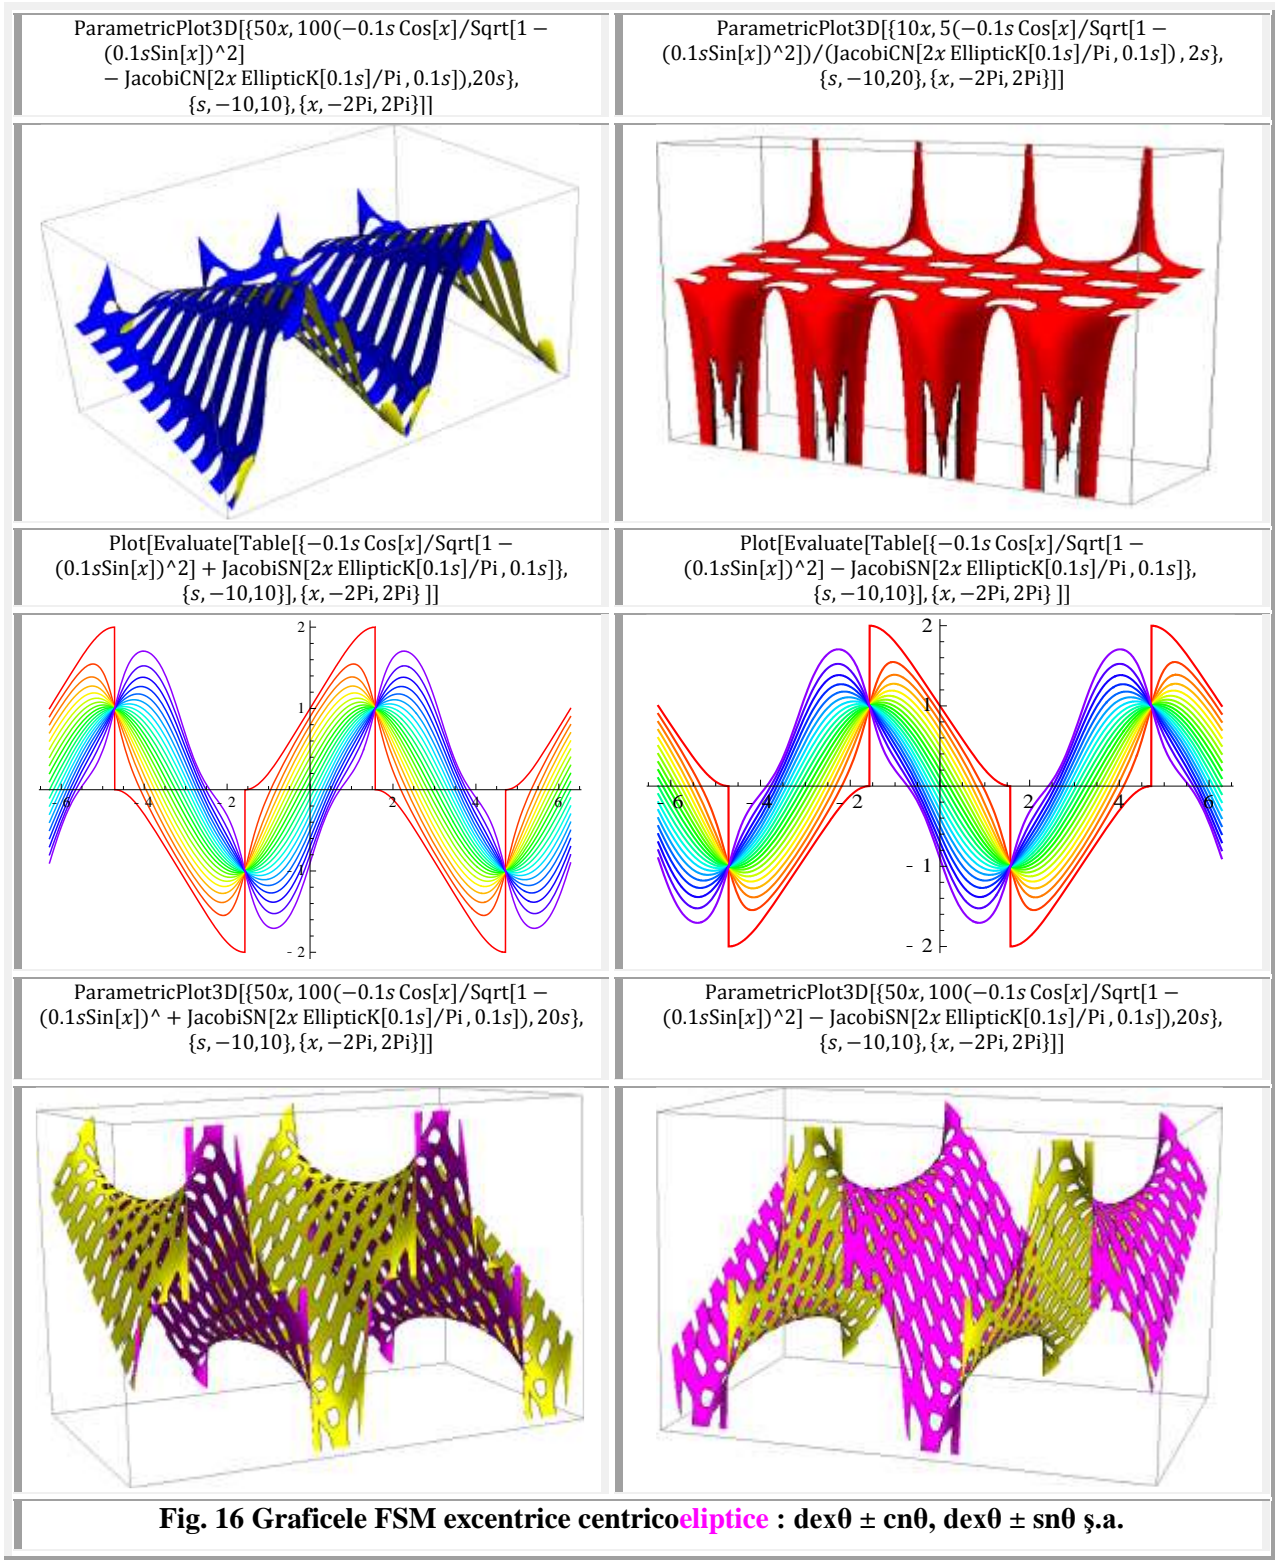 ParametricPlot3D[{50x, 100(−0.1s Cos[x]/Sqrt[1 −
(0.1sSin[x])^2]
− JacobiCN[2x EllipticK[0.1s]/Pi , 0.1s]),20s},
{s, −10,10}, {x, −2Pi, 2Pi}]]
ParametricPlot3D[{10x, 5(−0.1s Cos[x]/Sqrt[1 −
(0.1sSin[x])^2])/(JacobiCN[2x EllipticK[0.1s]/Pi , 0.1s]) , 2s},
{s, −10,20}, {x, −2Pi, 2Pi}]]
Plot[Evaluate[Table[{−0.1s Cos[x]/Sqrt[1 −
(0.1sSin[x])^2] + JacobiSN[2x EllipticK[0.1s]/Pi , 0.1s]},
{s, −10,10}], {x, −2Pi, 2Pi} ]]
Plot[Evaluate[Table[{−0.1s Cos[x]/Sqrt[1 −
(0.1sSin[x])^2] − JacobiSN[2x EllipticK[0.1s]/Pi , 0.1s]},
{s, −10,10}], {x, −2Pi, 2Pi} ]]
2
1
- 6 - 4 - 2 2 4 6
- 1
- 2
2
1
- 6 - 4 - 2 2 4 6
- 1
- 2
ParametricPlot3D[{50x, 100(−0.1s Cos[x]/Sqrt[1 −
(0.1sSin[x])^ + JacobiSN[2x EllipticK[0.1s]/Pi , 0.1s]), 20s},
{s, −10,10}, {x, −2Pi, 2Pi}]]
ParametricPlot3D[{50x, 100(−0.1s Cos[x]/Sqrt[1 −
(0.1sSin[x])^2] − JacobiSN[2x EllipticK[0.1s]/Pi , 0.1s]),20s},
{s, −10,10}, {x, −2Pi, 2Pi}]]
Fig. 16 Graficele FSM excentrice centricoeliptice : dexθ ± cnθ, dexθ ± snθ ş.a.